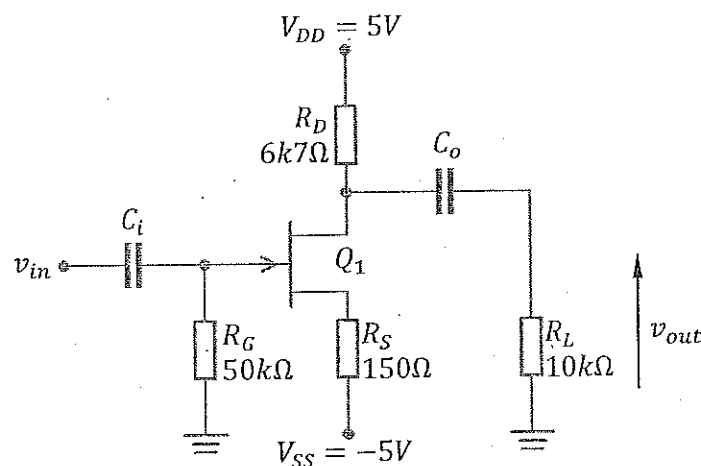 V_DD = 5V
R_D
6k7Ω
C_o
C_i
v_in
Q_1
R_G
50kΩ
R_S
150Ω
R_L
10kΩ
v_out
V_SS = −5V